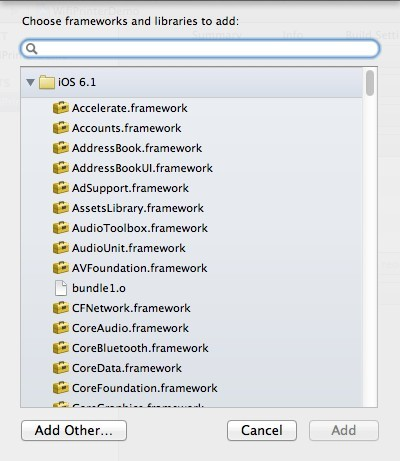 Choose frameworks and libraries to add:
iOS 6.1
Accelerate.framework
Accounts.framework
AddressBook.framework
AddressBookUI.framework
AdSupport.framework
AssetsLibrary.framework
AudioToolbox.framework
AudioUnit.framework
AVFoundation.framework
bundle1.o
CFNetwork.framework
CoreAudio.framework
CoreBluetooth.framework
CoreData.framework
CoreFoundation.framework
CoreGraphics.framework
Add Other...
Cancel
Add